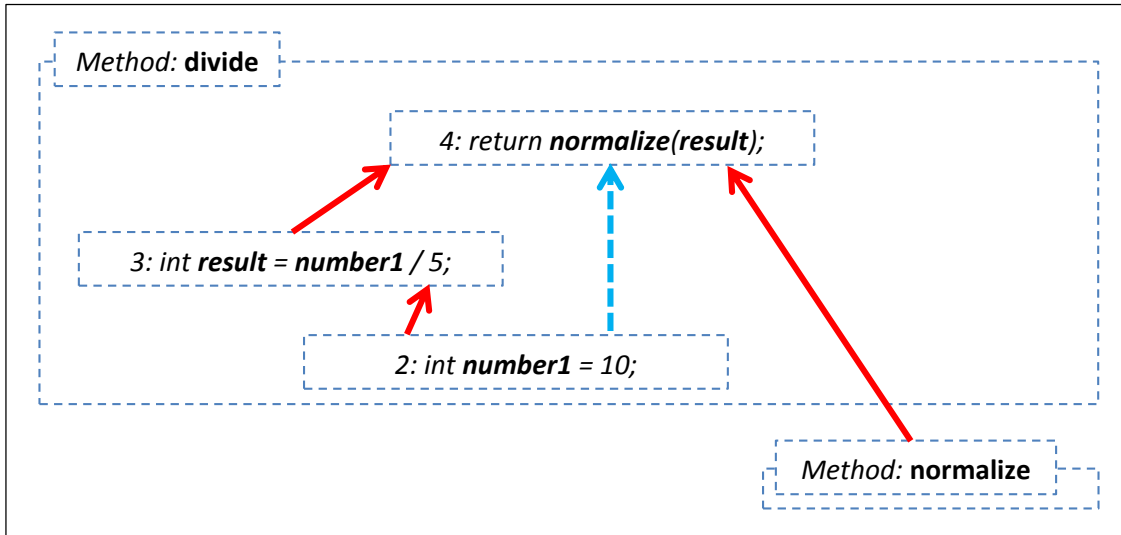 Method: divide
4: return normalize(result);
3: int result = number1 / 5;
2: int number1 = 10;
Method: normalize